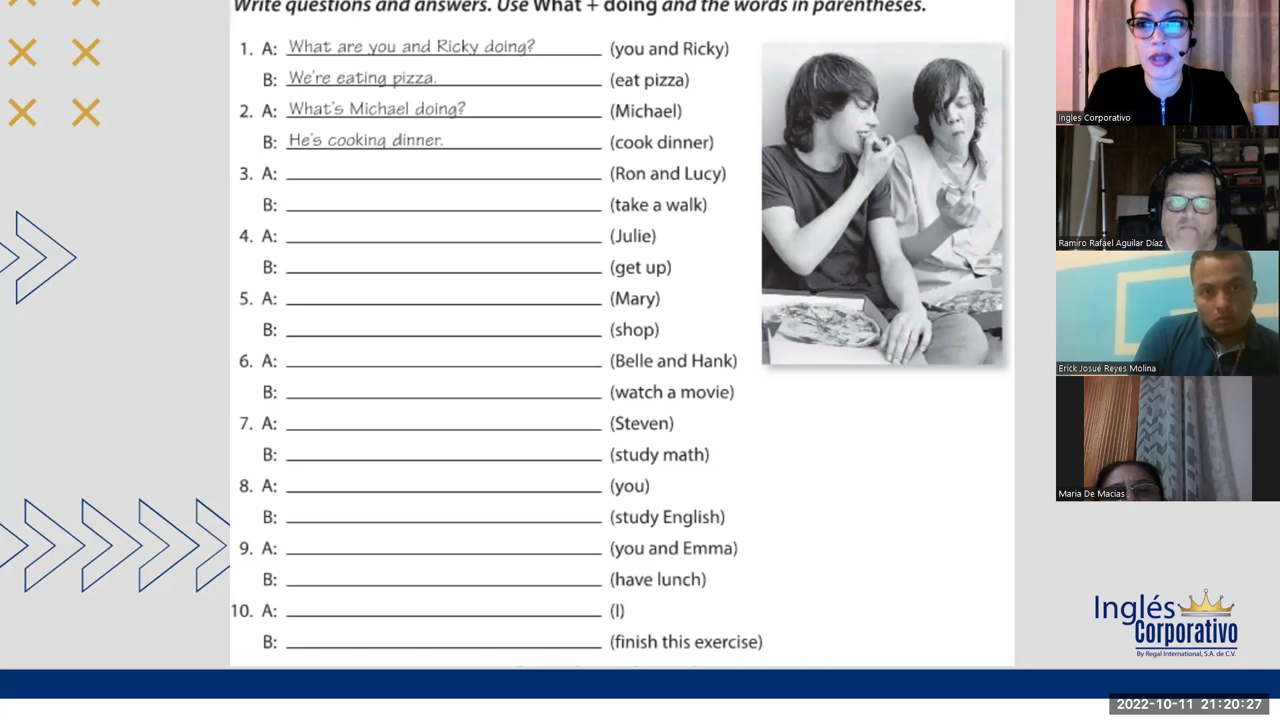 Write questions and answers. Use What + doing and the words in parentheses.
1. A: What are you and Ricky doing? (you and Ricky)
B: We're eating pizza. (eat pizza)
2. A: What's Michael doing? (Michael)
B: He's cooking dinner. (cook dinner)
3. A: (Ron and Lucy)
B: (take a walk)
4. A: (Julie)
B: (get up)
5. A: (Mary)
B: (shop)
6. A: (Belle and Hank)
B: (watch a movie)
7. A: (Steven)
B: (study math)
8. A: (you)
B: (study English)
9. A: (you and Emma)
B: (have lunch)
10. A: (I)
B: (finish this exercise)
Ingles Corporativo
Ramiro Rafael Aguilar Díaz
Erick Josué Reyes Molina
Maria De Macias
Inglés
Corporativo
By Regal International, S.A. de C.V.
2022-10-11 21:20:27